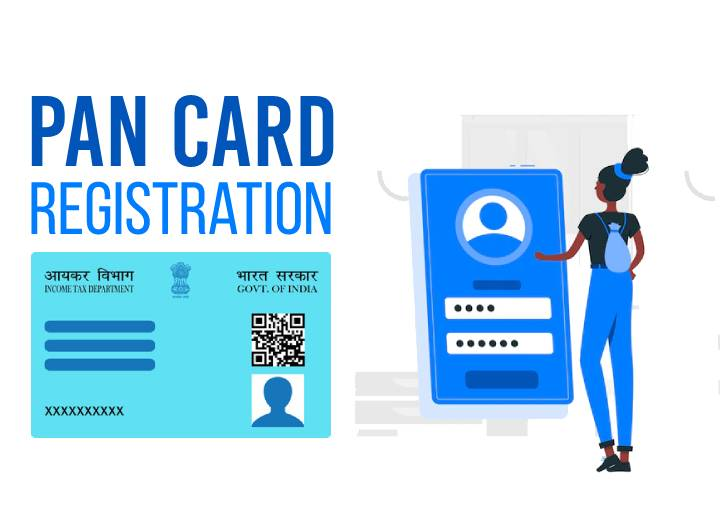 PAN CARD
REGISTRATION
आयकर विभाग
INCOME TAX DEPARTMENT
भारत सरकार
GOVT. OF INDIA
XXXXXXXXXX